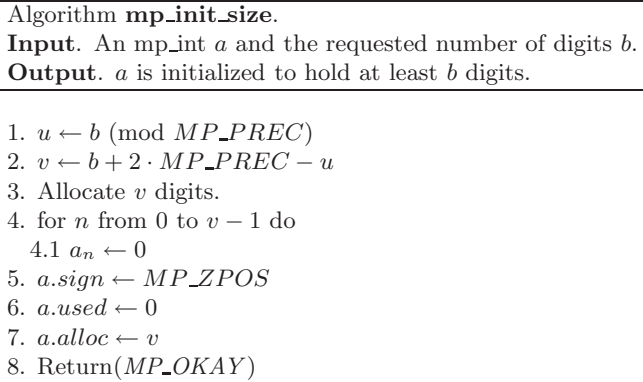 Algorithm mp_init_size.
Input. An mp_int a and the requested number of digits b.
Output. a is initialized to hold at least b digits.
1. u ← b (mod MP_PREC)
2. v ← b + 2 · MP_PREC − u
3. Allocate v digits.
4. for n from 0 to v − 1 do
4.1 aₙ ← 0
5. a.sign ← MP_ZPOS
6. a.used ← 0
7. a.alloc ← v
8. Return(MP_OKAY)